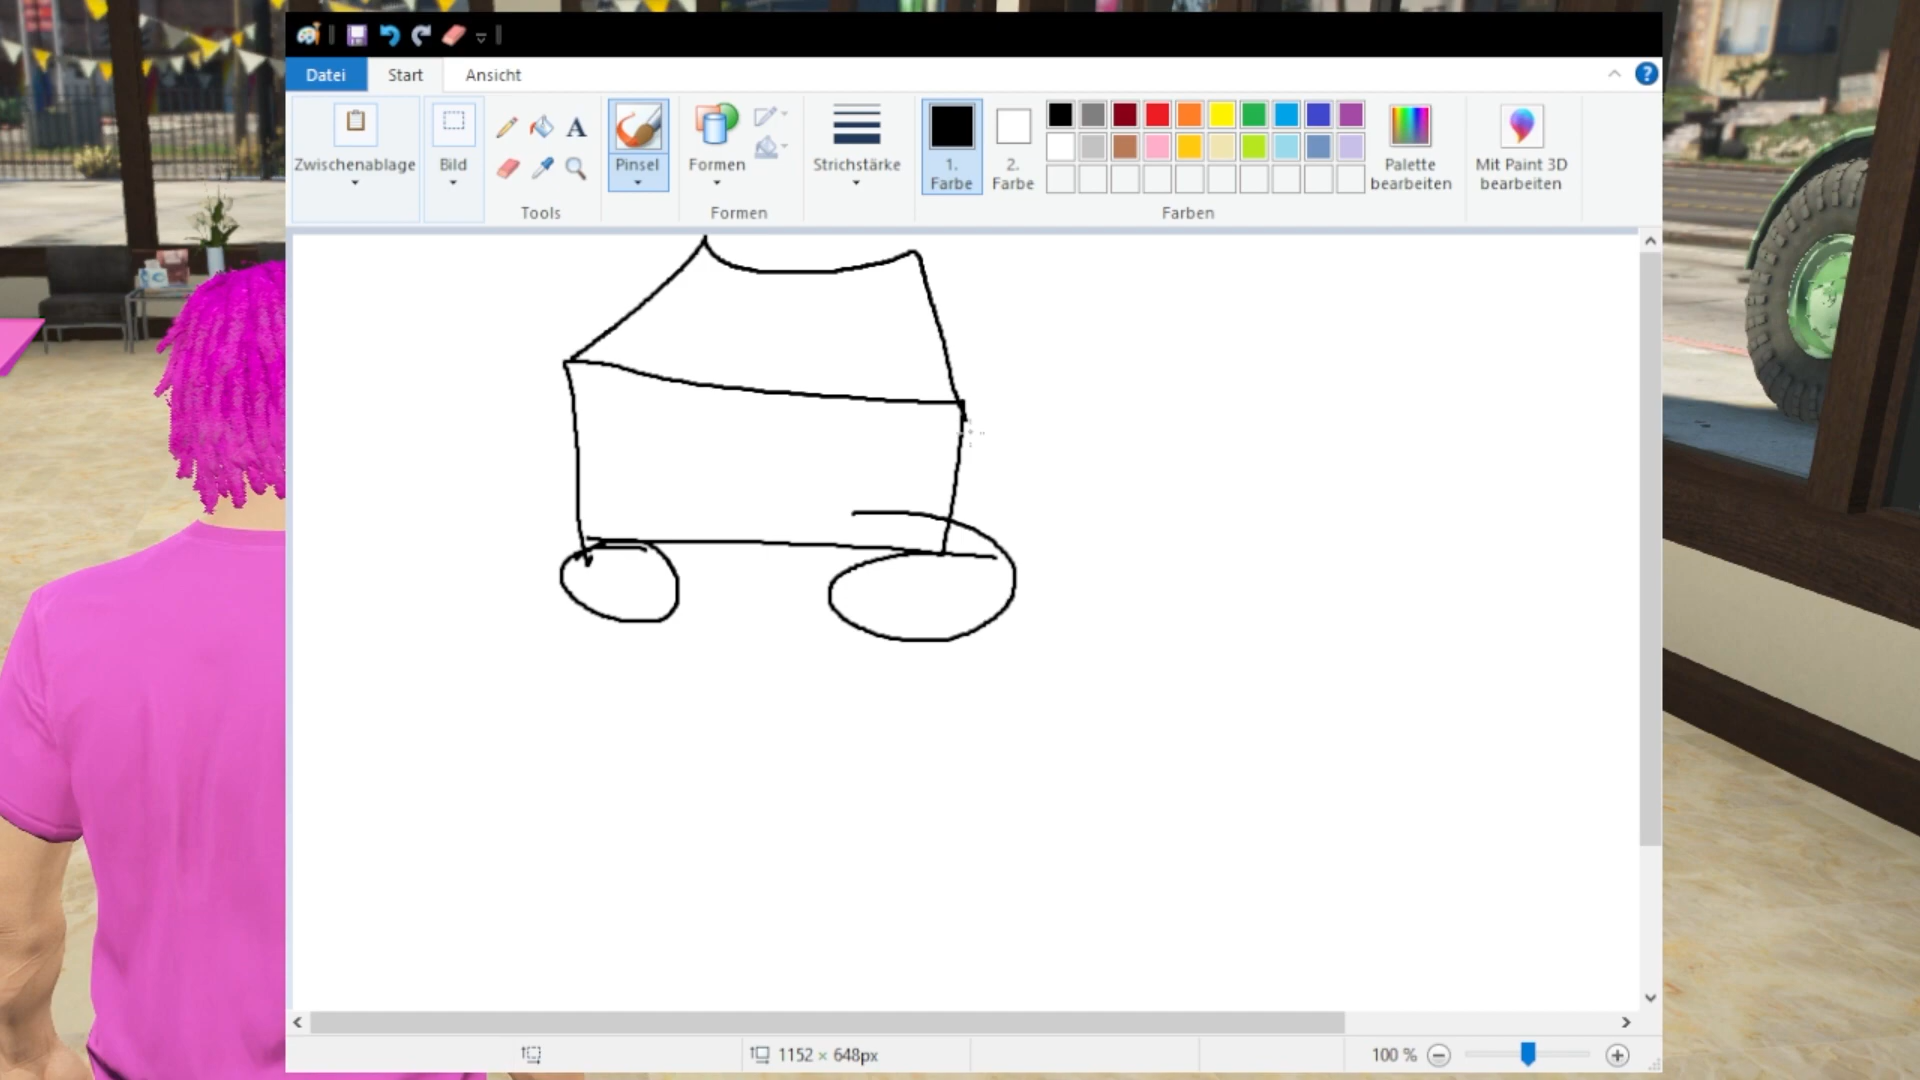 Datei Start Ansicht ?
Zwischenablage Bild A Pinsel Formen Strichstärke 1. Farbe 2. Farbe Palette bearbeiten Mit Paint 3D bearbeiten
Tools Formen Farben
1152 × 648px 100 %